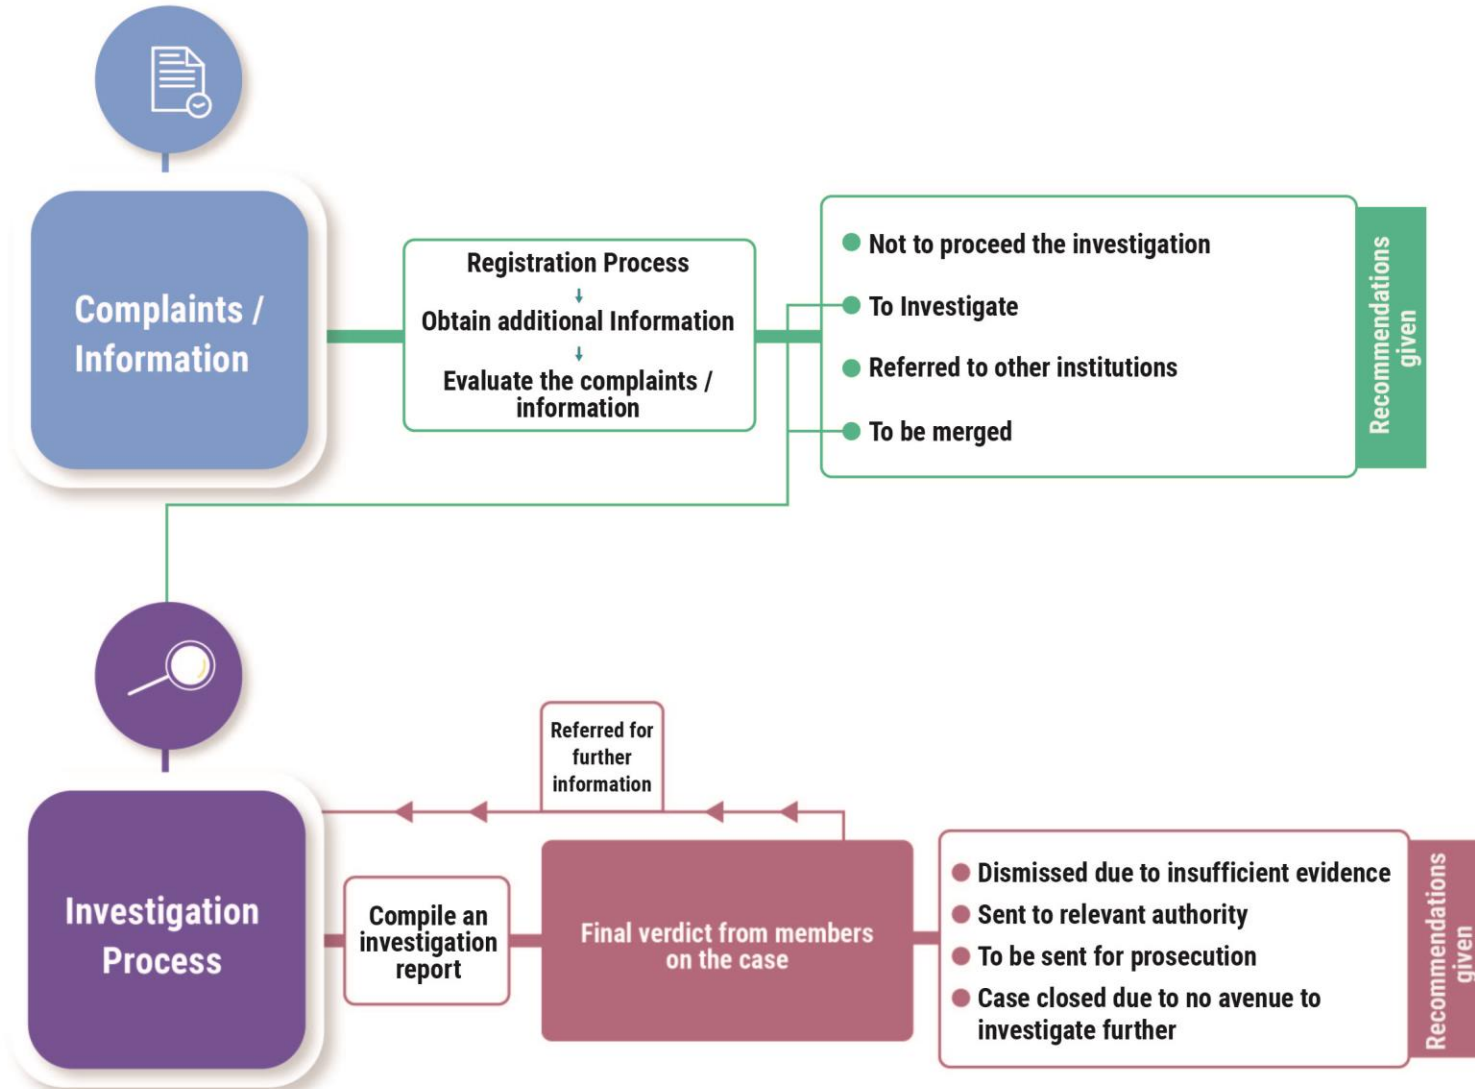 Complaints /
Information
Registration Process
Obtain additional Information
Evaluate the complaints /
information
Not to proceed the investigation
To Investigate
Referred to other institutions
To be merged
Recommendations
given
Referred for
further
information
Investigation
Process
Compile an
investigation
report
Final verdict from members
on the case
Dismissed due to insufficient evidence
Sent to relevant authority
To be sent for prosecution
Case closed due to no avenue to
investigate further
Recommendations
given